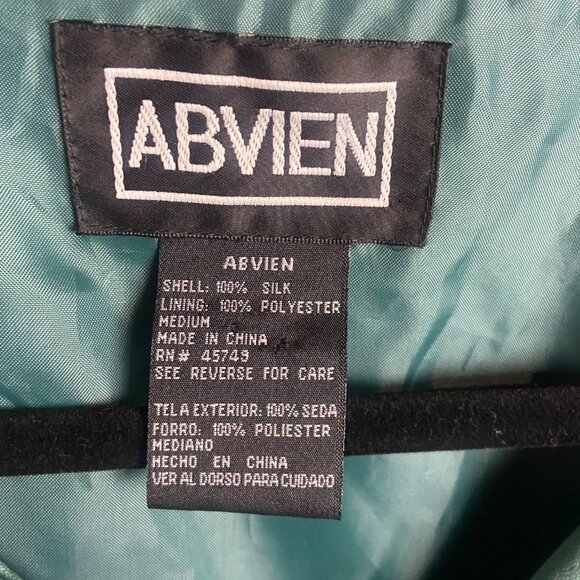 ABVIEN
ABVIEN
SHELL: 100% SILK
LINING: 100% POLYESTER
MEDIUM
MADE IN CHINA
RN# 45749
SEE REVERSE FOR CARE
TELA EXTERIOR: 100% SEDA
FORRO: 100% POLIESTER
MEDIANO
HECHO EN CHINA
VER AL DORSO PARA CUIDADO